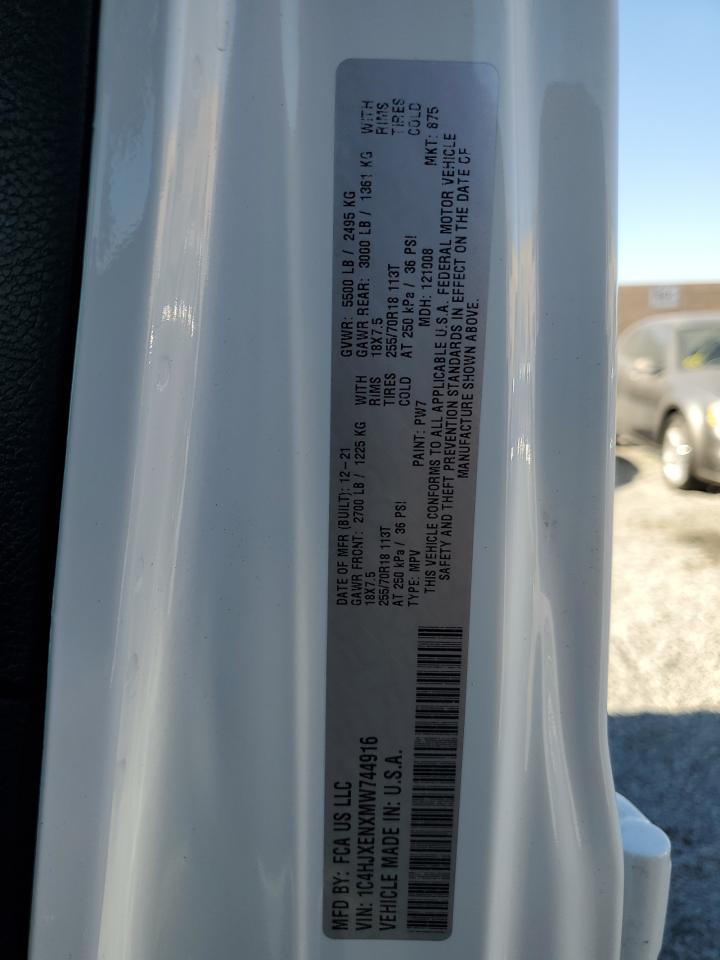 MFD BY: FCA US LLC
VIN: 1C4HJXENXMW744916
VEHICLE MADE IN: U.S.A.
DATE OF MFR (BUILT): 12-21 GVWR: 5500 LB / 2495 KG
GAWR FRONT: 2700 LB / 1225 KG WITH GAWR REAR: 3000 LB / 1361 KG WITH
18X7.5 RIMS 18X7.5 RIMS
255/70R18 113T TIRES 255/70R18 113T TIRES
AT 250 kPa / 36 PSI COLD AT 250 kPa / 36 PSI COLD
TYPE: MPV PAINT: PW7 MDH: 121008 MKT: 875
THIS VEHICLE CONFORMS TO ALL APPLICABLE U.S.A. FEDERAL MOTOR VEHICLE
SAFETY AND THEFT PREVENTION STANDARDS IN EFFECT ON THE DATE OF
MANUFACTURE SHOWN ABOVE.